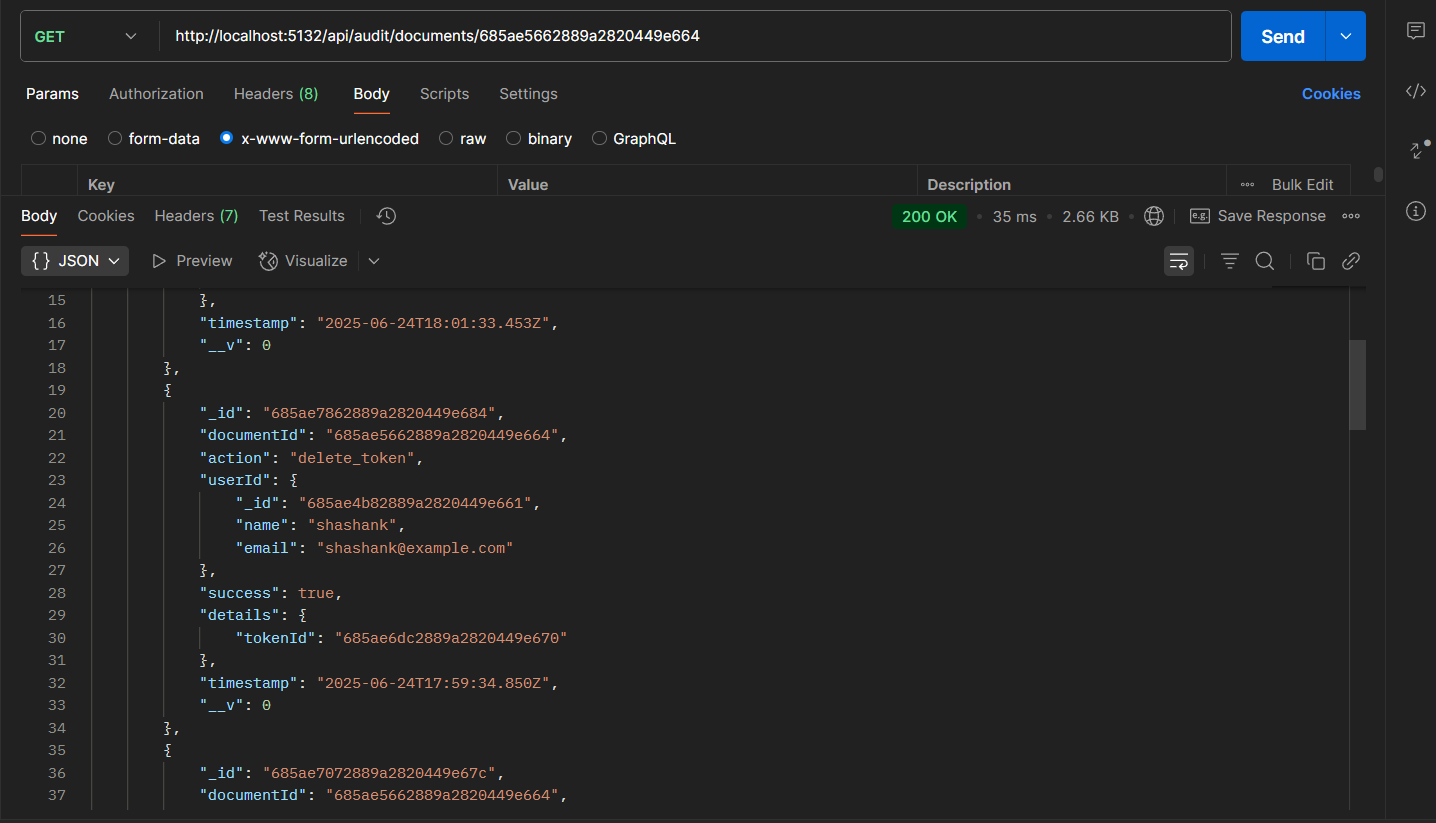 GET http://localhost:5132/api/audit/documents/685ae5662889a2820449e664 Send
Params Authorization Headers (8) Body Scripts Settings Cookies
none form-data x-www-form-urlencoded raw binary GraphQL
Key Value Description Bulk Edit
Body Cookies Headers (7) Test Results 200 OK 35 ms 2.66 KB e.g. Save Response
{} JSON Preview Visualize
15 },
16 "timestamp": "2025-06-24T18:01:33.453Z",
17 "__v": 0
18 },
19 {
20 "_id": "685ae7862889a2820449e684",
21 "documentId": "685ae5662889a2820449e664",
22 "action": "delete_token",
23 "userId": {
24 "_id": "685ae4b82889a2820449e661",
25 "name": "shashank",
26 "email": "shashank@example.com"
27 },
28 "success": true,
29 "details": {
30 "tokenId": "685ae6dc2889a2820449e670"
31 },
32 "timestamp": "2025-06-24T17:59:34.850Z",
33 "__v": 0
34 },
35 {
36 "_id": "685ae7072889a2820449e67c",
37 "documentId": "685ae5662889a2820449e664",